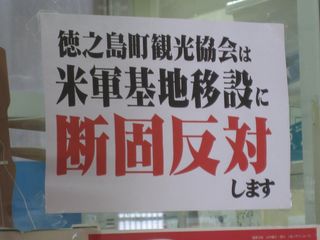 徳之島町観光協会は
米軍基地移設に
断固反対
します